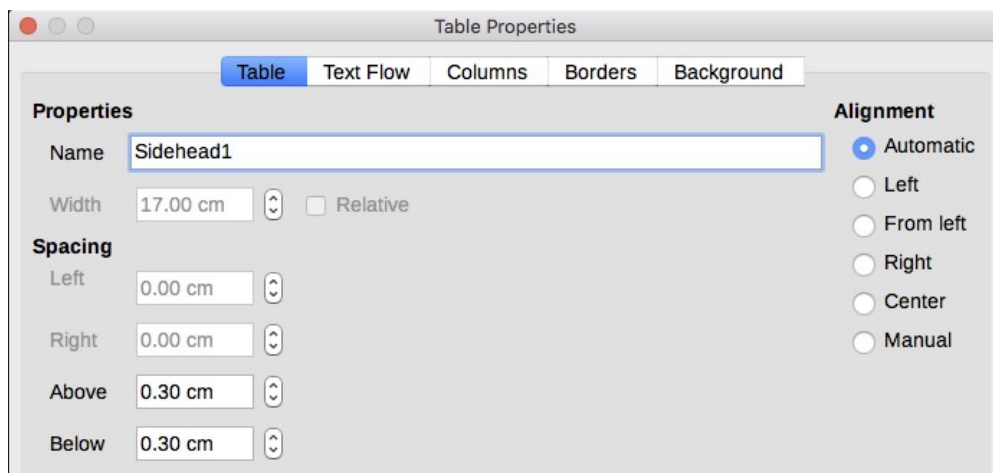 Table Properties
Table Text Flow Columns Borders Background
Properties
Name Sidehead1
Width 17.00 cm Relative
Spacing
Left 0.00 cm
Right 0.00 cm
Above 0.30 cm
Below 0.30 cm
Alignment
Automatic
Left
From left
Right
Center
Manual